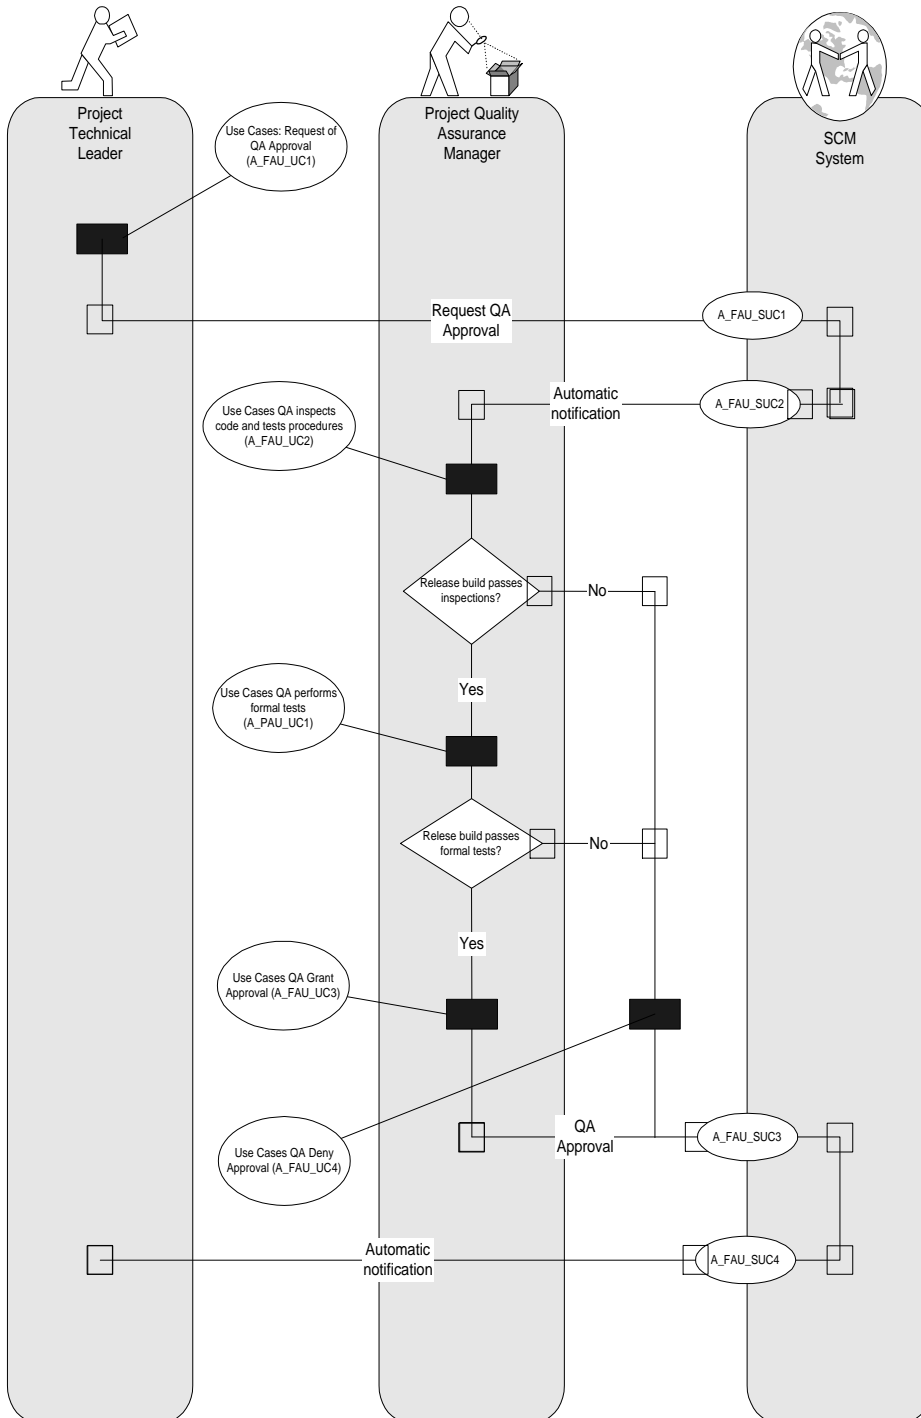 Project
Technical
Leader
Project Quality
Assurance
Manager
SCM
System
Use Cases: Request of
QA Approval
(A_FAU_UC1)
Request QA
Approval
A_FAU_SUC1
Automatic
notification
A_FAU_SUC2
Use Cases QA inspects
code and tests procedures
(A_FAU_UC2)
Release build passes
inspections?
No
Yes
Use Cases QA performs
formal tests
(A_PAU_UC1)
Relese build passes
formal tests?
No
Yes
Use Cases QA Grant
Approval (A_FAU_UC3)
QA
Approval
A_FAU_SUC3
Use Cases QA Deny
Approval (A_FAU_UC4)
Automatic
notification
A_FAU_SUC4